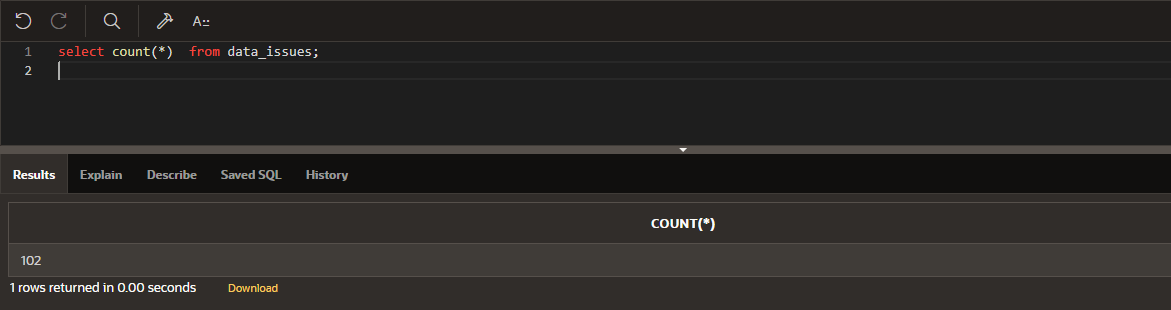 A::
1 select count(*)  from data_issues;
2
Results Explain Describe Saved SQL History
COUNT(*)
102
1 rows returned in 0.00 seconds Download